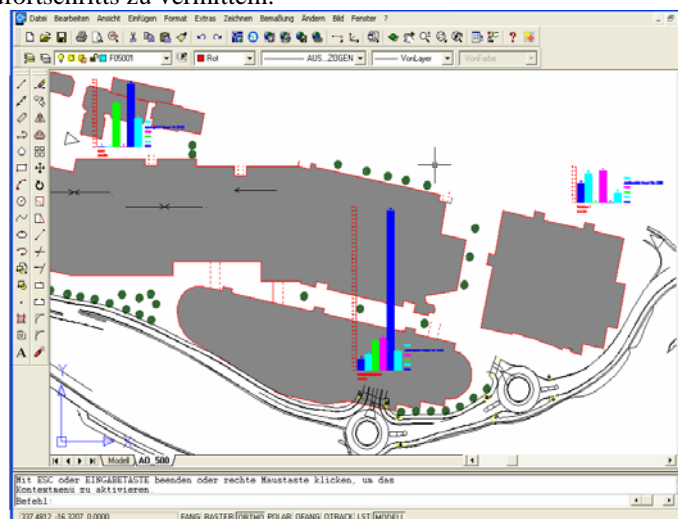 ufortschritts zu vermitteln.
Datei Bearbeiten Ansicht Einfügen Format Extras Zeichnen Bemaßung Ändern Bild Fenster ?
F05001 Rot AUS...ZOGEN VonLayer VonFarbe
Y
X
Modell A0_500
Mit ESC oder EINGABETASTE beenden oder rechte Maustaste klicken, um das
Kontextmenü zu aktivieren.
Befehl:
337.4812, -16.3207, 0.0000 FANG RASTER ORTHO POLAR OFANG OTRACK LST MODELL